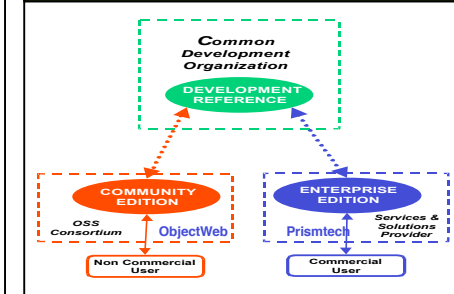 Common
Development
Organization
DEVELOPMENT
REFERENCE
COMMUNITY
EDITION
OSS
Consortium
ObjectWeb
Non Commercial
User
ENTERPRISE
EDITION
Services &
Solutions
Provider
Prismtech
Commercial
User